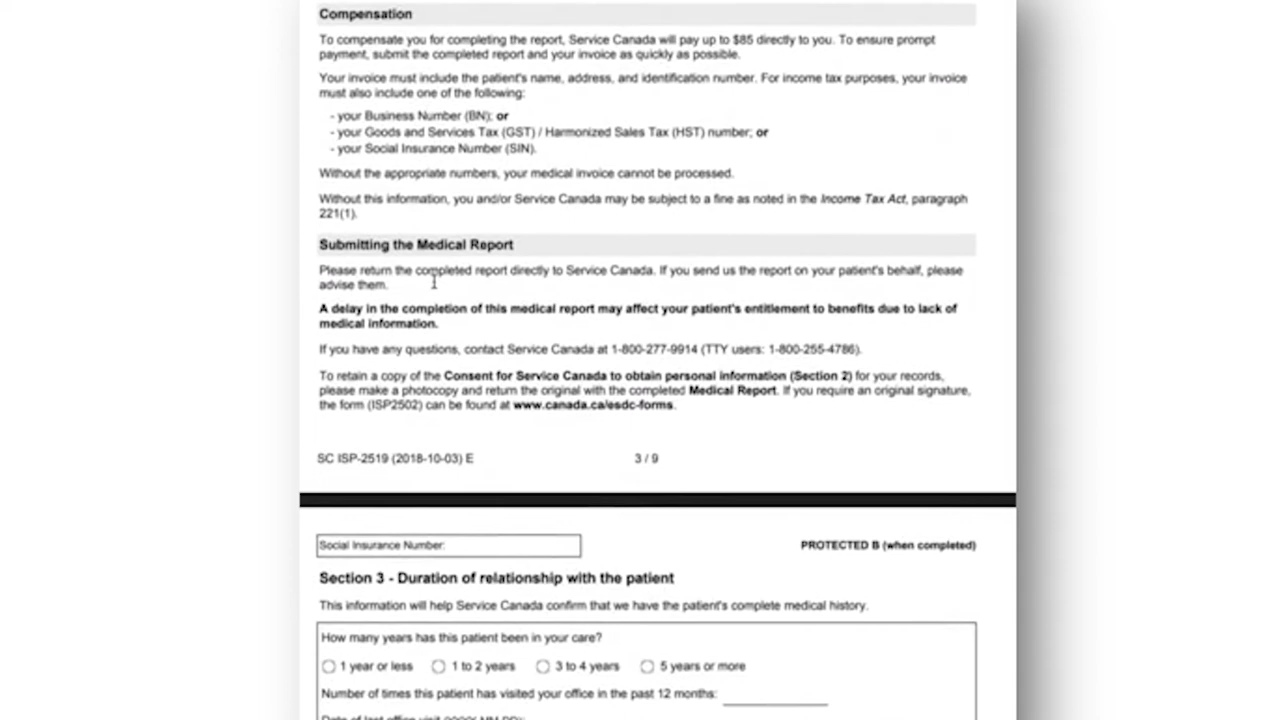 Compensation
To compensate you for completing the report, Service Canada will pay up to $85 directly to you. To ensure prompt
payment, submit the completed report and your invoice as quickly as possible.
Your invoice must include the patient's name, address, and identification number. For income tax purposes, your invoice
must also include one of the following:
- your Business Number (BN); or
- your Goods and Services Tax (GST) / Harmonized Sales Tax (HST) number; or
- your Social Insurance Number (SIN).
Without the appropriate numbers, your medical invoice cannot be processed.
Without this information, you and/or Service Canada may be subject to a fine as noted in the Income Tax Act, paragraph
221(1).
Submitting the Medical Report
Please return the completed report directly to Service Canada. If you send us the report on your patient's behalf, please
advise them.
A delay in the completion of this medical report may affect your patient's entitlement to benefits due to lack of
medical information.
If you have any questions, contact Service Canada at 1-800-277-9914 (TTY users: 1-800-255-4786).
To retain a copy of the Consent for Service Canada to obtain personal information (Section 2) for your records,
please make a photocopy and return the original with the completed Medical Report. If you require an original signature,
the form (ISP2502) can be found at www.canada.ca/esdc-forms.
SC ISP-2519 (2018-10-03) E 3 / 9
Social Insurance Number: PROTECTED B (when completed)
Section 3 - Duration of relationship with the patient
This information will help Service Canada confirm that we have the patient's complete medical history.
How many years has this patient been in your care?
1 year or less 1 to 2 years 3 to 4 years 5 years or more
Number of times this patient has visited your office in the past 12 months: